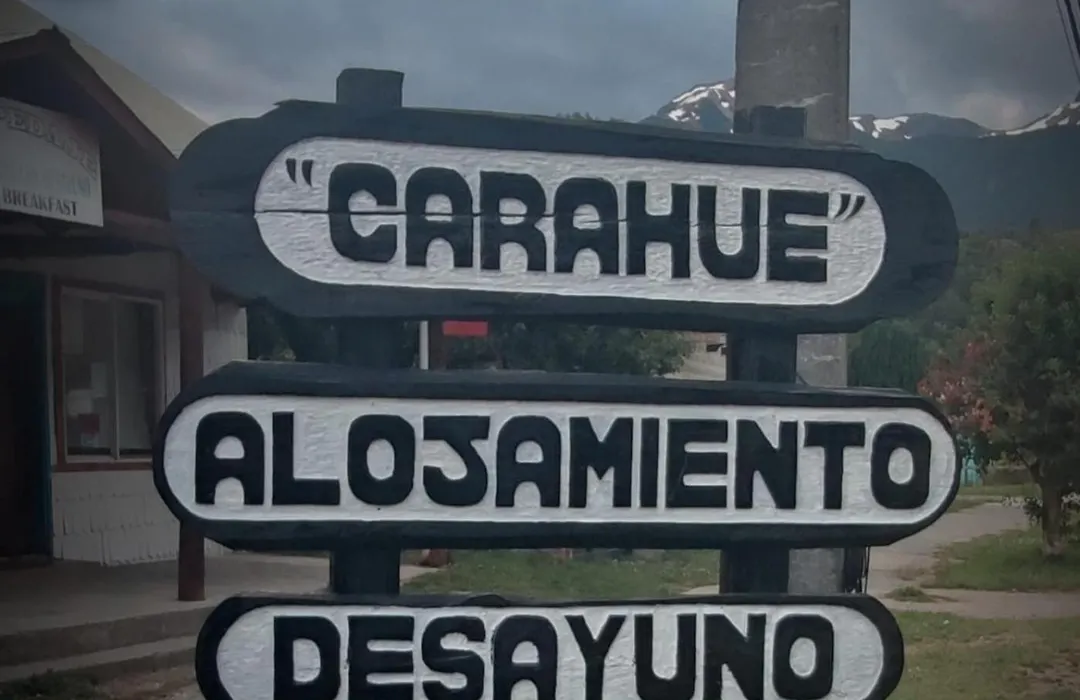 "CARAHUE"
ALOJAMIENTO
DESAYUNO
BREAKFAST